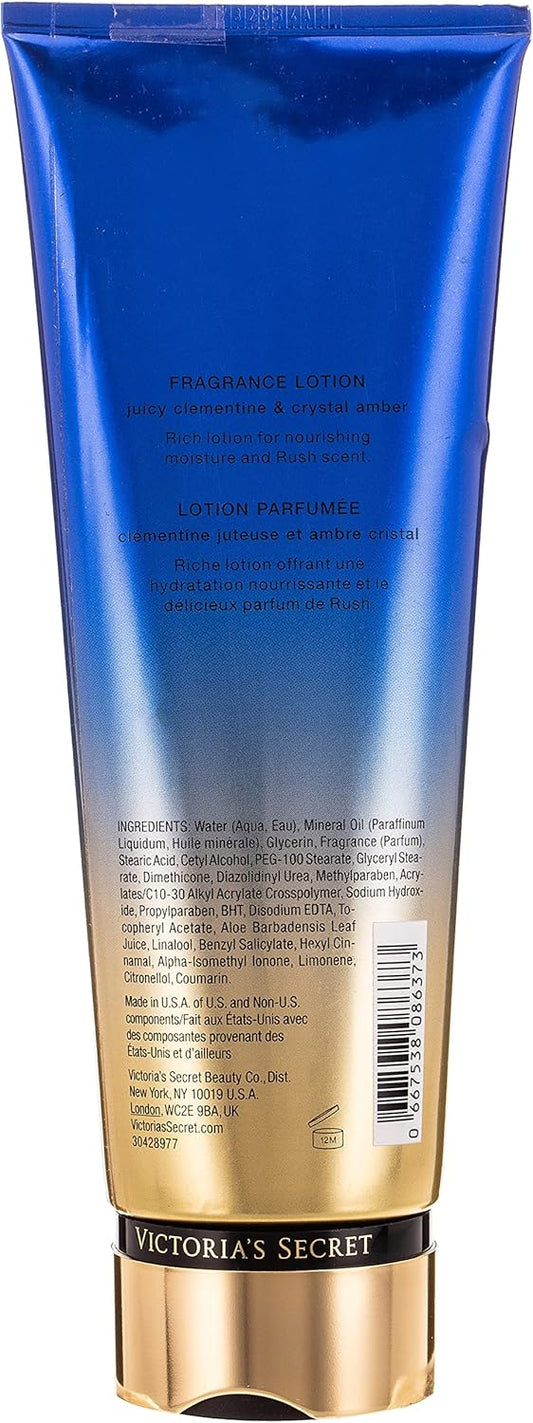 FRAGRANCE LOTION
juicy clementine & crystal amber
Rich lotion for nourishing
moisture and Rush scent.
LOTION PARFUMÉE
clémentine juteuse et ambre cristal
Riche lotion offrant une
hydratation nourrissante et le
délicieux parfum de Rush.
INGREDIENTS: Water (Aqua, Eau), Mineral Oil (Paraffinum
Liquidum, Huile minérale), Glycerin, Fragrance (Parfum),
Stearic Acid, Cetyl Alcohol, PEG-100 Stearate, Glyceryl Stea-
rate, Dimethicone, Diazolidinyl Urea, Methylparaben, Acry-
lates/C10-30 Alkyl Acrylate Crosspolymer, Sodium Hydrox-
ide, Propylparaben, BHT, Disodium EDTA, To-
copheryl Acetate, Aloe Barbadensis Leaf
Juice, Linalool, Benzyl Salicylate, Hexyl Cin-
namal, Alpha-Isomethyl Ionone, Limonene,
Citronellol, Coumarin.
Made in U.S.A. of U.S. and Non-U.S.
components/Fait aux États-Unis avec
des composantes provenant des
États-Unis et d'ailleurs
Victoria's Secret Beauty Co., Dist.
New York, NY 10019 U.S.A.
London, WC2E 9BA, UK
VictoriasSecret.com
30428977
12M
0 667538 086373
VICTORIA'S SECRET